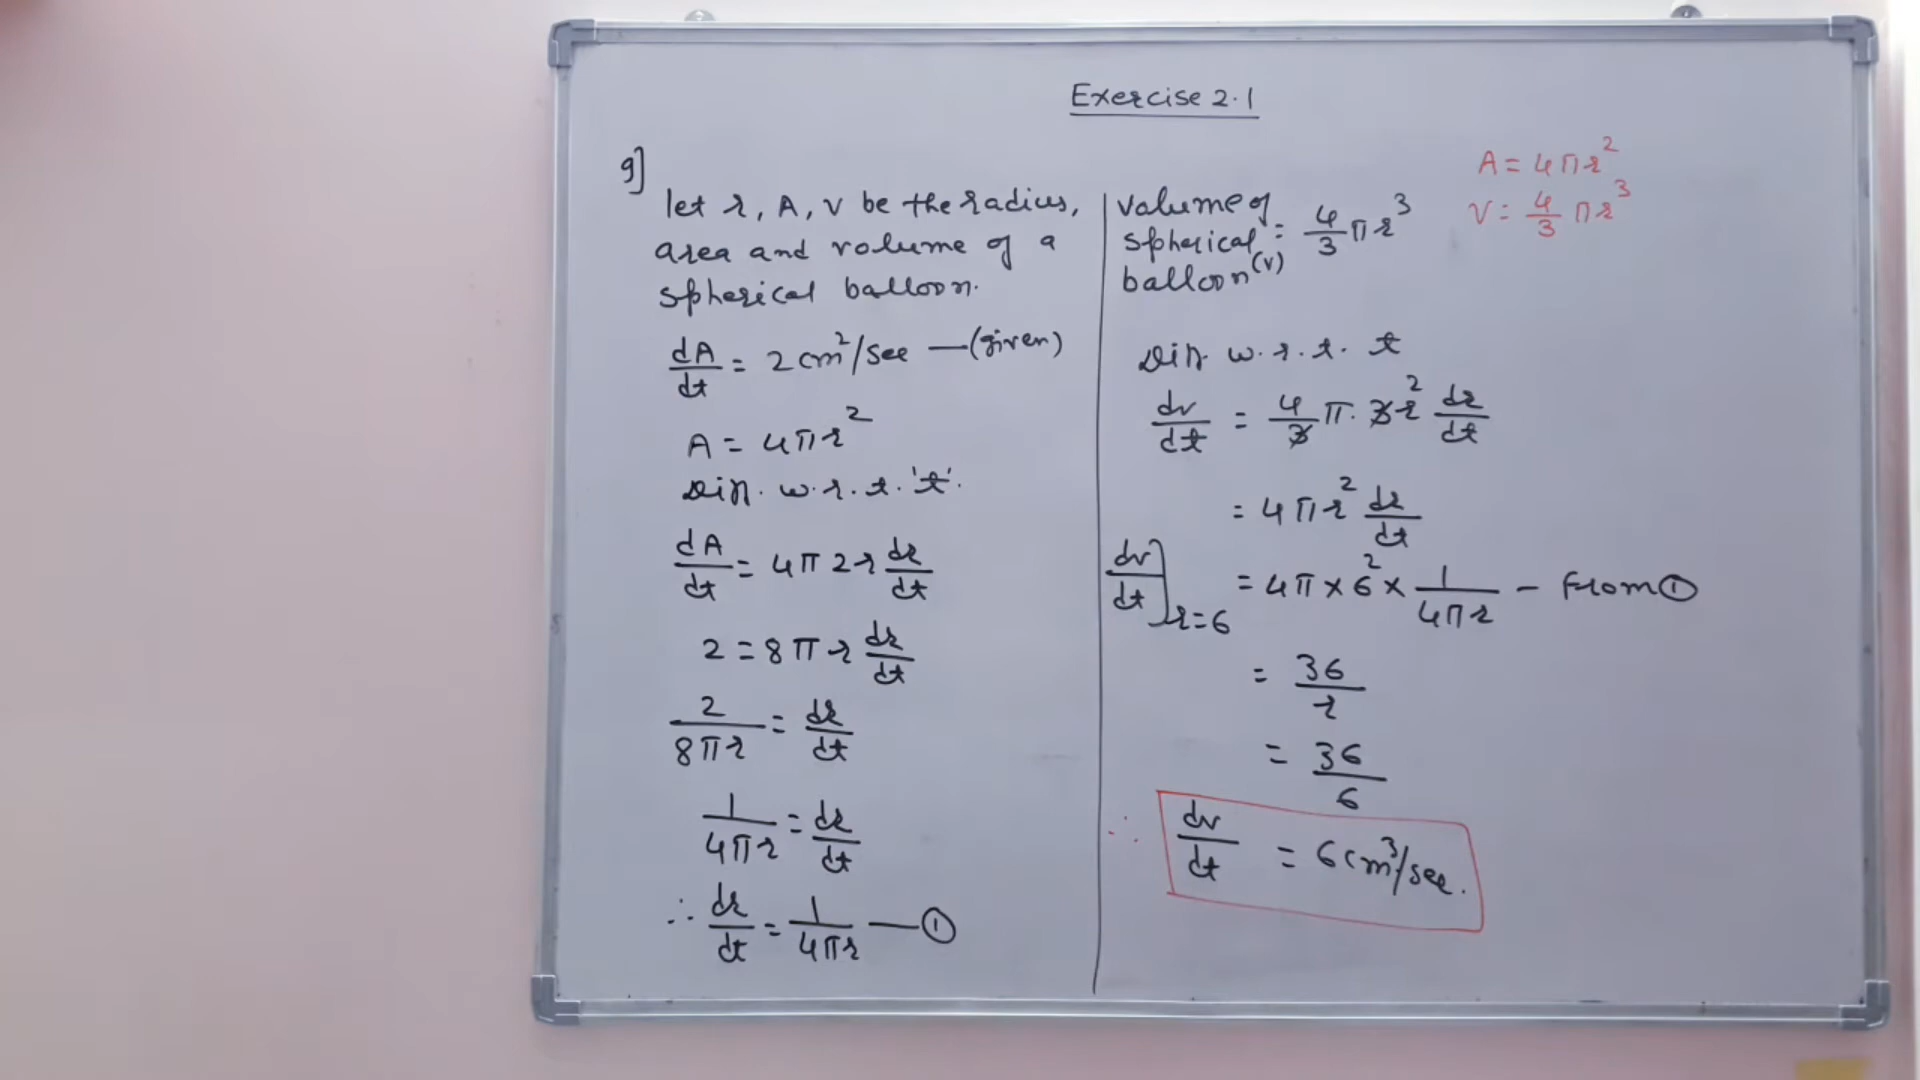 Exercise 2.1
9]
let r, A, V be the radius,
area and volume of a
spherical balloon.
dA/dt = 2 cm²/sec — (given)
A = 4πr²
Diff. w.r.t. 't'.
dA/dt = 4π 2r dr/dt
2 = 8πr dr/dt
2/8πr = dr/dt
1/4πr = dr/dt
∴ dr/dt = 1/4πr — ①
Volume of
spherical = 4/3 πr³
balloon (V)
Diff. w.r.t. t
dv/dt = 4/3 π. 3r² dr/dt
= 4πr² dr/dt
dv/dt]r=6 = 4π × 6² × 1/4πr – From ①
= 36/r
= 36/6
∴ dv/dt = 6 cm³/sec.
A = 4πr²
V = 4/3 πr³